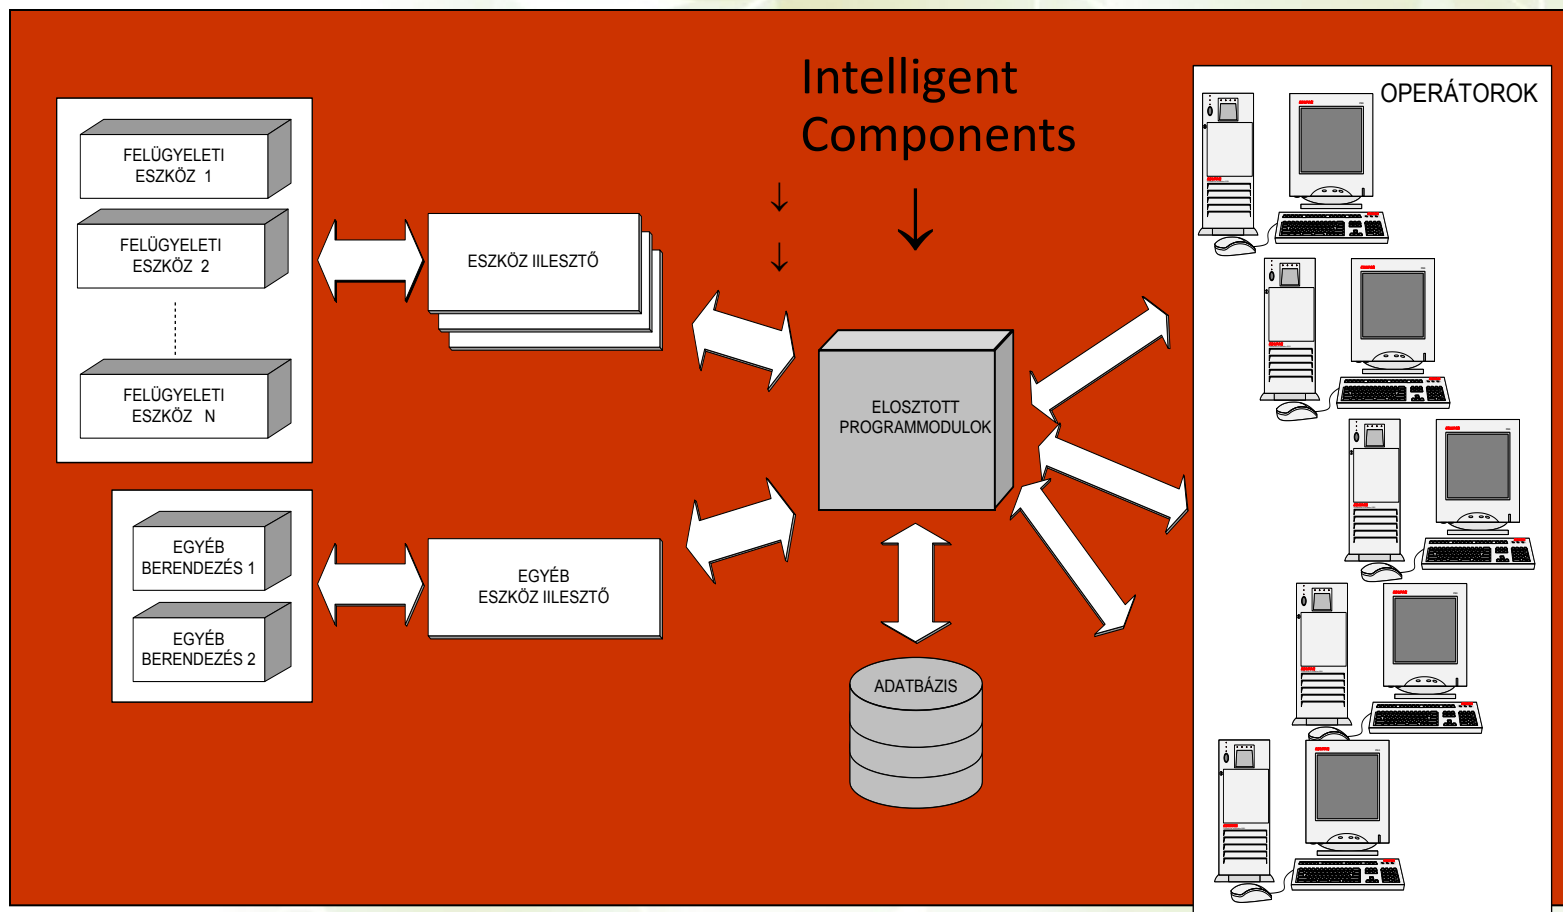 Intelligent
Components
OPERÁTOROK
FELÜGYELETI
ESZKÖZ 1
FELÜGYELETI
ESZKÖZ 2
FELÜGYELETI
ESZKÖZ N
ESZKÖZ IILESZTŐ
ELOSZTOTT
PROGRAMMODULOK
EGYÉB
BERENDEZÉS 1
EGYÉB
BERENDEZÉS 2
EGYÉB
ESZKÖZ IILESZTŐ
ADATBÁZIS